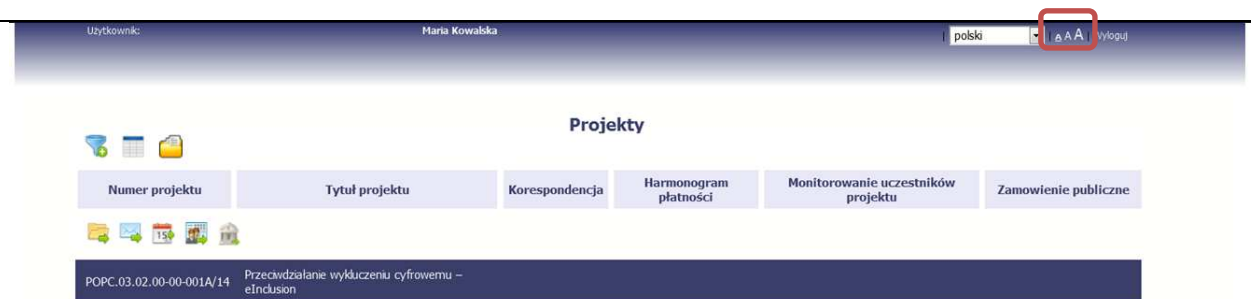 Użytkownik: Maria Kowalska | polski | A A A | Wyloguj
Projekty
Numer projektu Tytuł projektu Korespondencja Harmonogram płatności Monitorowanie uczestników projektu Zamowienie publiczne
POPC.03.02.00-00-001A/14 Przeciwdziałanie wykluczeniu cyfrowemu –
eInclusion